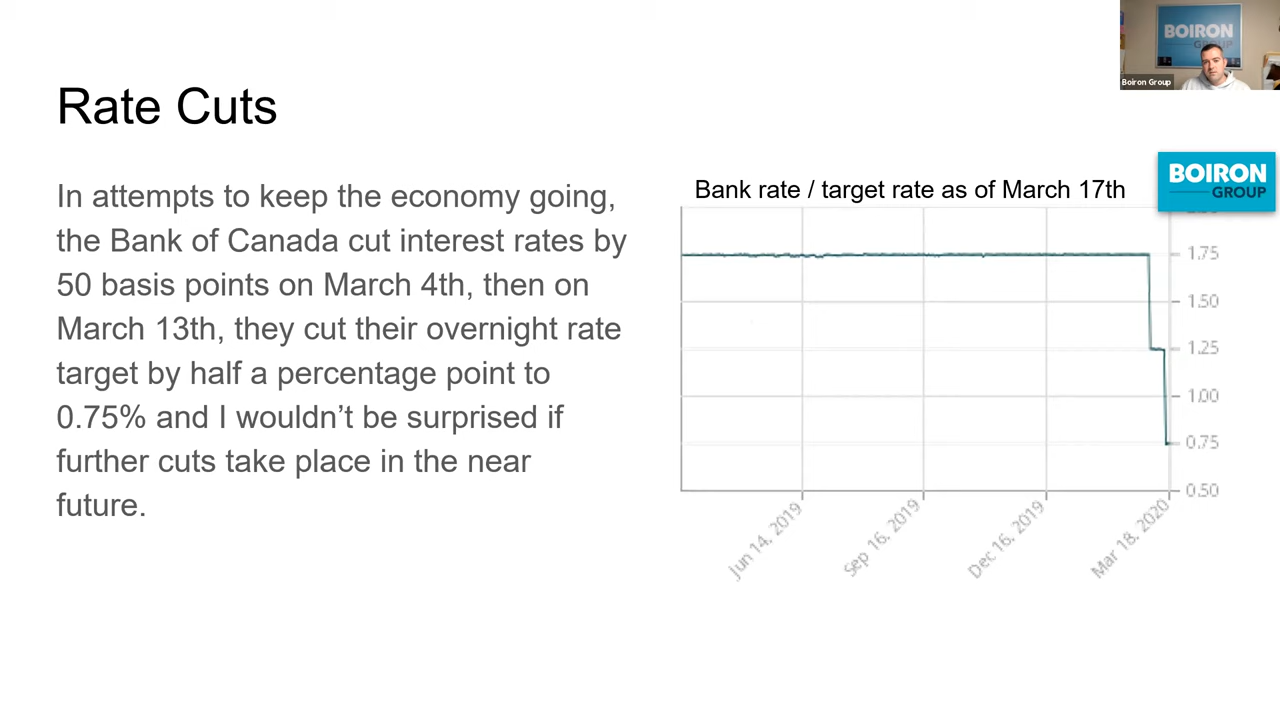 BOIRON
GROUP
Boiron Group
Rate Cuts
In attempts to keep the economy going,
the Bank of Canada cut interest rates by
50 basis points on March 4th, then on
March 13th, they cut their overnight rate
target by half a percentage point to
0.75% and I wouldn’t be surprised if
further cuts take place in the near
future.
Bank rate / target rate as of March 17th
BOIRON
GROUP
1.75
1.50
1.25
1.00
0.75
0.50
Jun 14, 2019
Sep 16, 2019
Dec 16, 2019
Mar 18, 2020